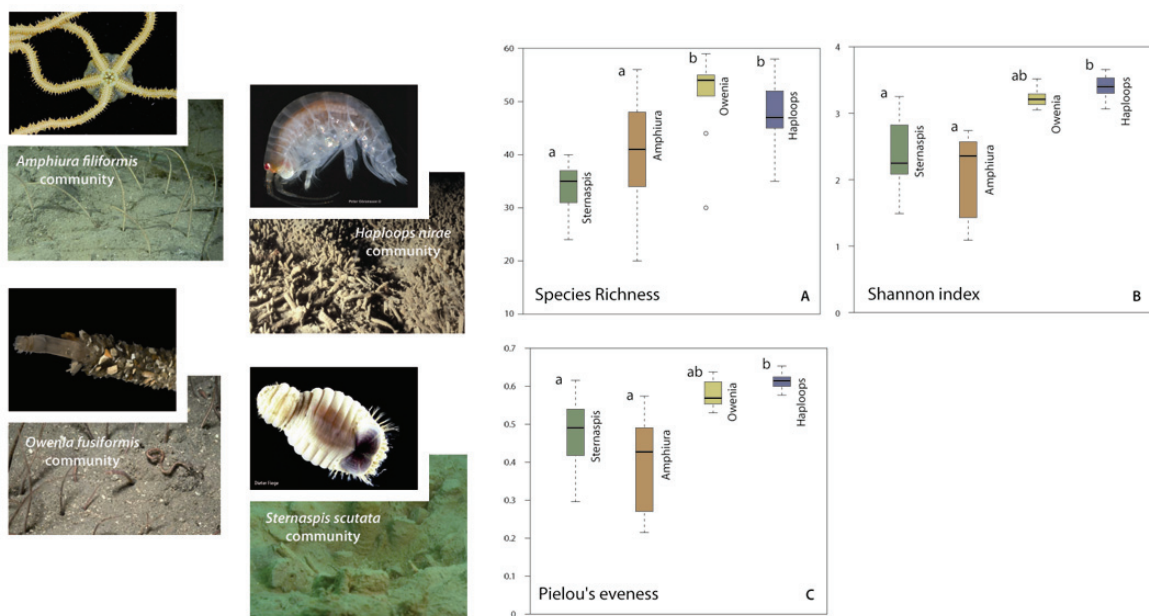 Amphiura filiformis
community
Haploops nirae
community
Owenia fusiformis
community
Dieter Fiege
Sternaspis scutata
community
60
50
40
30
20
10
a
Sternaspis
a
Amphiura
b
Owenia
b
Haploops
Species Richness
A
4
3
2
1
0
a
Sternaspis
a
Amphiura
ab
Owenia
b
Haploops
Shannon index
B
0.7
0.6
0.5
0.4
0.3
0.2
0.1
0
a
Sternaspis
a
Amphiura
ab
Owenia
b
Haploops
Pielou's eveness
C